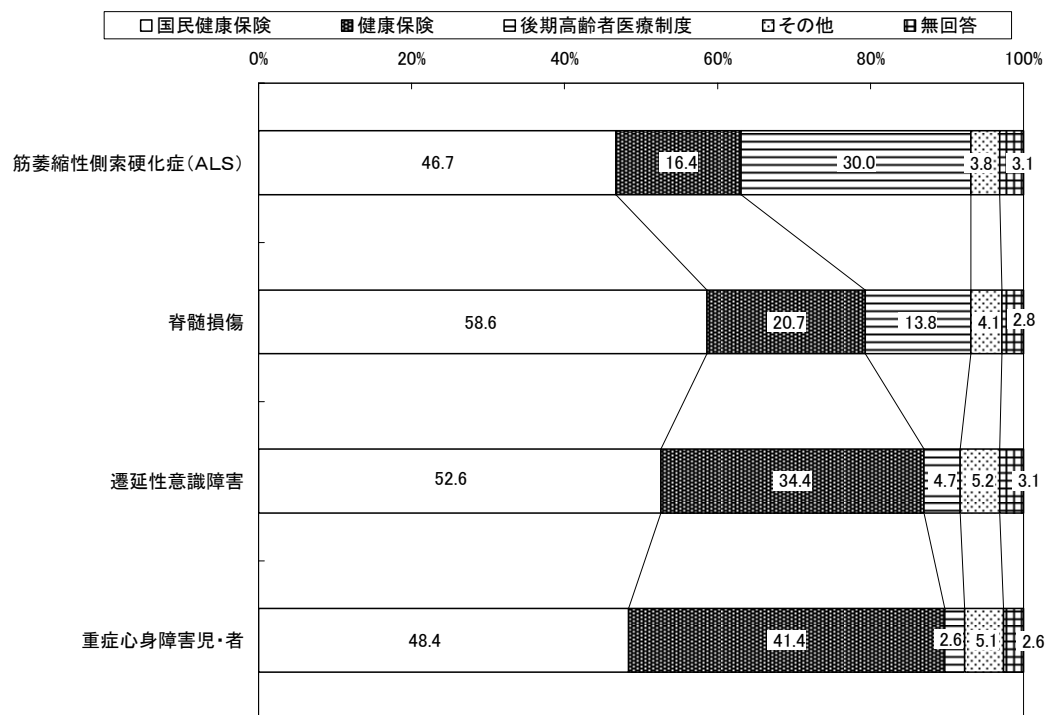 国民健康保険 健康保険 後期高齢者医療制度 その他 無回答
0% 20% 40% 60% 80% 100%
筋萎縮性側索硬化症(ALS) 46.7 16.4 30.0 3.8 3.1
脊髄損傷 58.6 20.7 13.8 4.1 2.8
遷延性意識障害 52.6 34.4 4.7 5.2 3.1
重症心身障害児・者 48.4 41.4 2.6 5.1 2.6